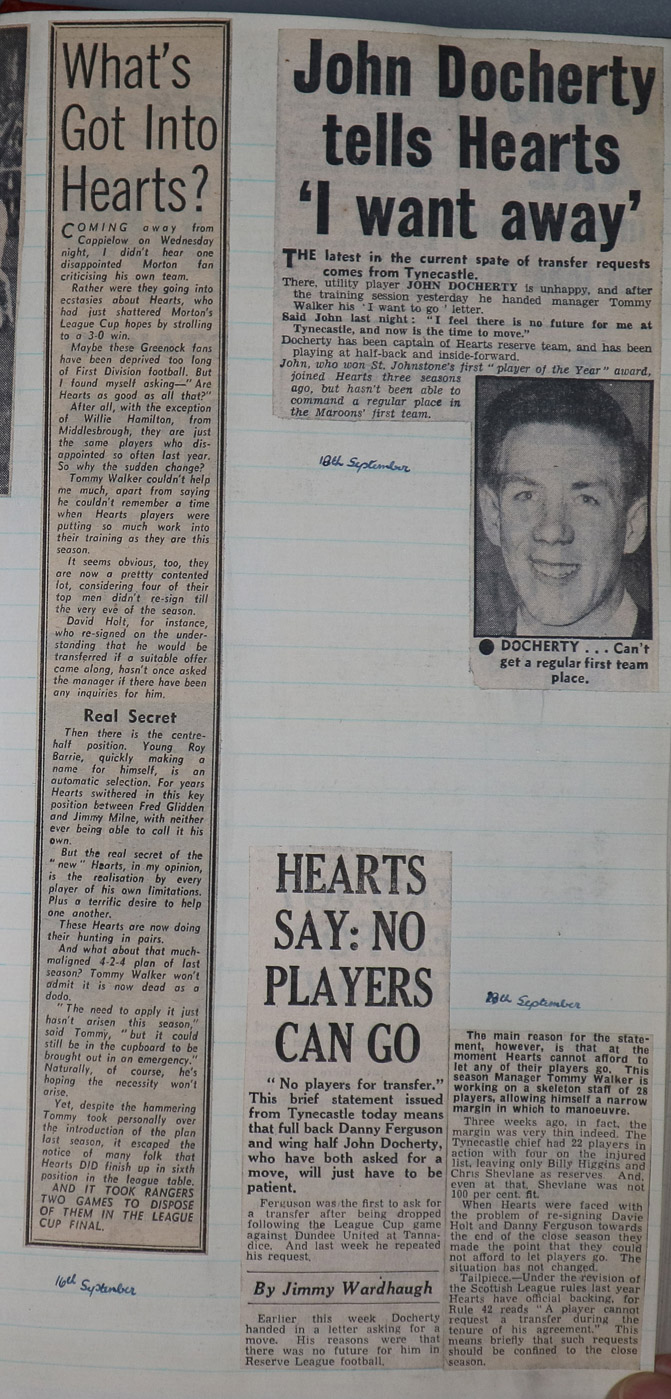 What's
Got Into
Hearts?
COMING away from
Cappielow on Wednesday
night, I didn't hear one
disappointed Morton fan
criticising his own team.
Rather were they going into
ecstasies about Hearts, who
had just shattered Morton's
League Cup hopes by strolling
to a 3-0 win.
Maybe these Greenock fans
have been deprived too long
of First Division football. But
I found myself asking—"Are
Hearts as good as all that?"
After all, with the exception
of Willie Hamilton, from
Middlesbrough, they are just
the same players who dis-
appointed so often last year.
So why the sudden change?
Tommy Walker couldn't help
me much, apart from saying
he couldn't remember a time
when Hearts players were
putting so much work into
their training as they are this
season.
It seems obvious, too, they
are now a prettty contented
lot, considering four of their
top men didn't re-sign till
the very eve of the season.
David Holt, for instance,
who re-signed on the under-
standing that he would be
transferred if a suitable offer
came along, hasn't once asked
the manager if there have been
any inquiries for him.
Real Secret
Then there is the centre-
half position. Young Roy
Barrie, quickly making a
name for himself, is an
automatic selection. For years
Hearts swithered in this key
position between Fred Glidden
and Jimmy Milne, with neither
ever being able to call it his
own.
But the real secret of the
"new" Hearts, in my opinion,
is the realisation by every
player of his own limitations.
Plus a terrific desire to help
one another.
These Hearts are now doing
their hunting in pairs.
And what about that much-
maligned 4-2-4 plan of last
season? Tommy Walker won't
admit it is now dead as a
dodo.
"The need to apply it just
hasn't arisen this season,"
said Tommy, "but it could
still be in the cupboard to be
brought out in an emergency."
Naturally, of course, he's
hoping the necessity won't
arise.
Yet, despite the hammering
Tommy took personally over
the introduction of the plan
last season, it escaped the
notice of many folk that
Hearts DID finish up in sixth
position in the league table.
AND IT TOOK RANGERS
TWO GAMES TO DISPOSE
OF THEM IN THE LEAGUE
CUP FINAL.
16th September
John Docherty
tells Hearts
'I want away'
THE latest in the current spate of transfer requests
comes from Tynecastle.
There, utility player JOHN DOCHERTY is unhappy, and after
the training session yesterday he handed manager Tommy
Walker his 'I want to go' letter.
Said John last night: "I feel there is no future for me at
Tynecastle, and now is the time to move."
Docherty has been captain of Hearts reserve team, and has been
playing at half-back and inside-forward.
John, who won St. Johnstone's first "player of the Year" award,
joined Hearts three seasons
ago, but hasn't been able to
command a regular place in
the Maroons' first team.
18th September
● DOCHERTY . . . Can't
get a regular first team
place.
HEARTS
SAY: NO
PLAYERS
CAN GO
"No players for transfer."
This brief statement issued
from Tynecastle today means
that full back Danny Ferguson
and wing half John Docherty,
who have both asked for a
move, will just have to be
patient.
Ferguson was the first to ask for
a transfer after being dropped
following the League Cup game
against Dundee United at Tanna-
dice. And last week he repeated
his request.
By Jimmy Wardhaugh
Earlier this week Docherty
handed in a letter asking for a
move. His reasons were that
there was no future for him in
Reserve League football.
September
The main reason for the state-
ment, however, is that at the
moment Hearts cannot afford to
let any of their players go. This
season Manager Tommy Walker is
working on a skeleton staff of 28
players, allowing himself a narrow
margin in which to manoeuvre.
Three weeks ago, in fact, the
margin was very thin indeed. The
Tynecastle chief had 22 players in
action with four on the injured
list, leaving only Billy Higgins and
Chris Shevlane as reserves. And,
even at that, Shevlane was not
100 per cent. fit.
When Hearts were faced with
the problem of re-signing Davie
Holt and Danny Ferguson towards
the end of the close season they
made the point that they could
not afford to let players go. The
situation has not changed.
Tailpiece.—Under the revision of
the Scottish League rules last year
Hearts have official backing, for
Rule 42 reads "A player cannot
request a transfer during the
tenure of his agreement." This
means briefly that such requests
should be confined to the close
season.